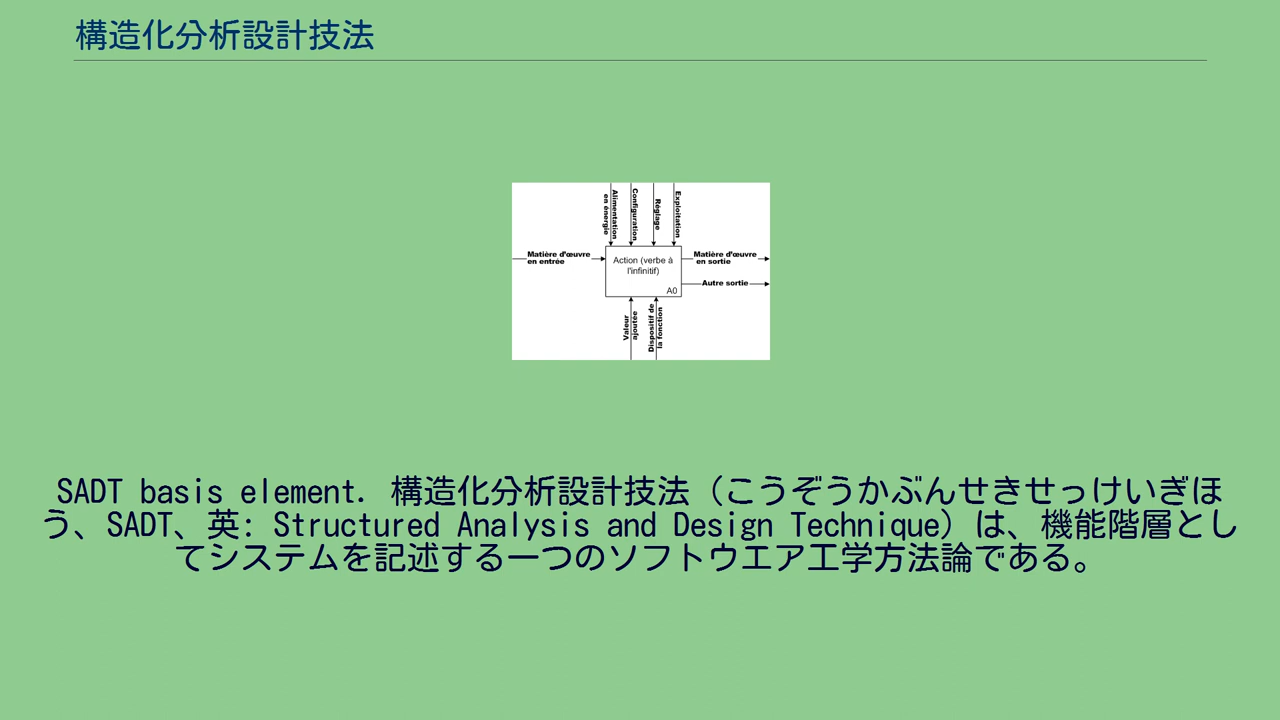 構造化分析設計技法
Alimentation
en énergie
Configuration
Réglage
Exploitation
Matière d'œuvre
en entrée
Action (verbe à
l'infinitif)
A0
Matière d'œuvre
en sortie
Autre sortie
Valeur
ajoutée
Dispositif de
la fonction
SADT basis element. 構造化分析設計技法（こうぞうかぶんせきせっけいぎほ
う、SADT、英: Structured Analysis and Design Technique）は、機能階層とし
てシステムを記述する一つのソフトウエア工学方法論である。